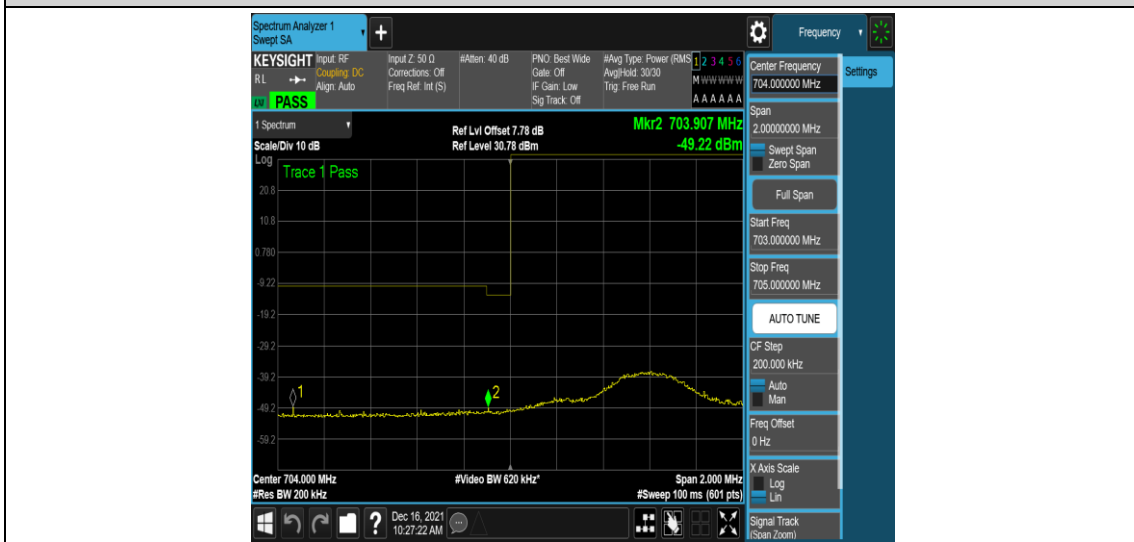 Spectrum Analyzer 1
Swept SA
+
Frequency
KEYSIGHT
Input: RF
Input Z: 50 Ω
#Atten: 40 dB
PNO: Best Wide
#Avg Type: Power (RMS
1 2 3 4 5 6
RL
Coupling: DC
Corrections: Off
Gate: Off
Avg|Hold: 30/30
M W W W W W
Align: Auto
Freq Ref: Int (S)
IF Gain: Low
Trig: Free Run
Sig Track: Off
A A A A A A
PASS
1 Spectrum
Ref Lvl Offset 7.78 dB
Mkr2 703.907 MHz
Scale/Div 10 dB
Ref Level 30.78 dBm
-49.22 dBm
Log
Trace 1 Pass
20.8
10.8
0.780
-9.22
-19.2
-29.2
-39.2
1
2
-49.2
-59.2
Center 704.000 MHz
#Video BW 620 kHz*
Span 2.000 MHz
#Res BW 200 kHz
#Sweep 100 ms (601 pts)
?
Dec 16, 2021
10:27:22 AM
Center Frequency
704.000000 MHz
Settings
Span
2.00000000 MHz
Swept Span
Zero Span
Full Span
Start Freq
703.000000 MHz
Stop Freq
705.000000 MHz
AUTO TUNE
CF Step
200.000 kHz
Auto
Man
Freq Offset
0 Hz
X Axis Scale
Log
Lin
Signal Track
(Span Zoom)